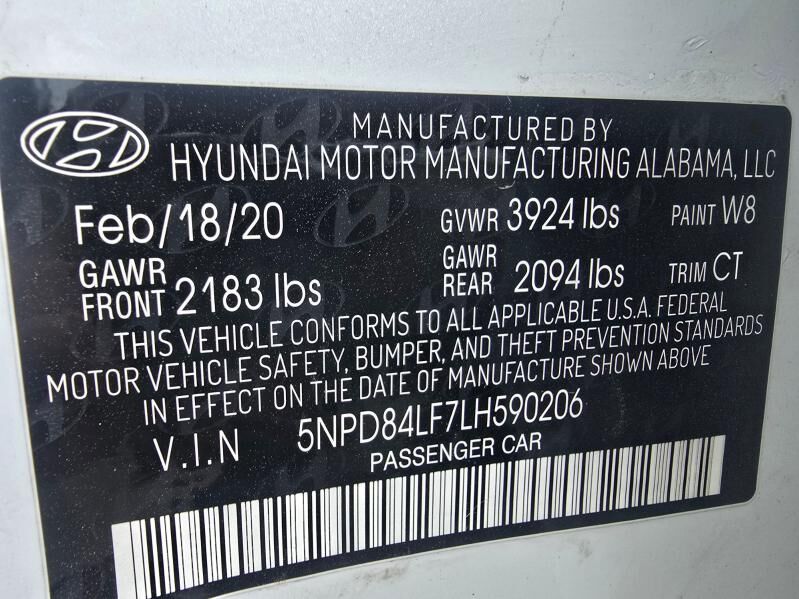 MANUFACTURED BY
HYUNDAI MOTOR MANUFACTURING ALABAMA, LLC
Feb/18/20 GVWR 3924 lbs PAINT W8
GAWR FRONT 2183 lbs GAWR REAR 2094 lbs TRIM CT
THIS VEHICLE CONFORMS TO ALL APPLICABLE U.S.A. FEDERAL
MOTOR VEHICLE SAFETY, BUMPER, AND THEFT PREVENTION STANDARDS
IN EFFECT ON THE DATE OF MANUFACTURE SHOWN ABOVE
V.I.N 5NPD84LF7LH590206
PASSENGER CAR